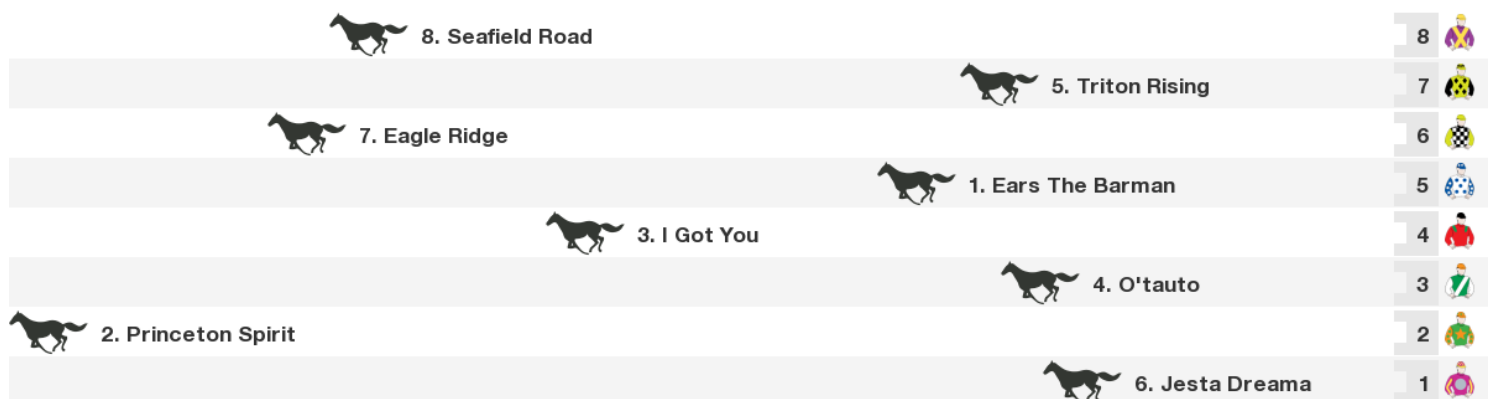 8. Seafield Road 8
5. Triton Rising 7
7. Eagle Ridge 6
1. Ears The Barman 5
3. I Got You 4
4. O'tauto 3
2. Princeton Spirit 2
6. Jesta Dreama 1